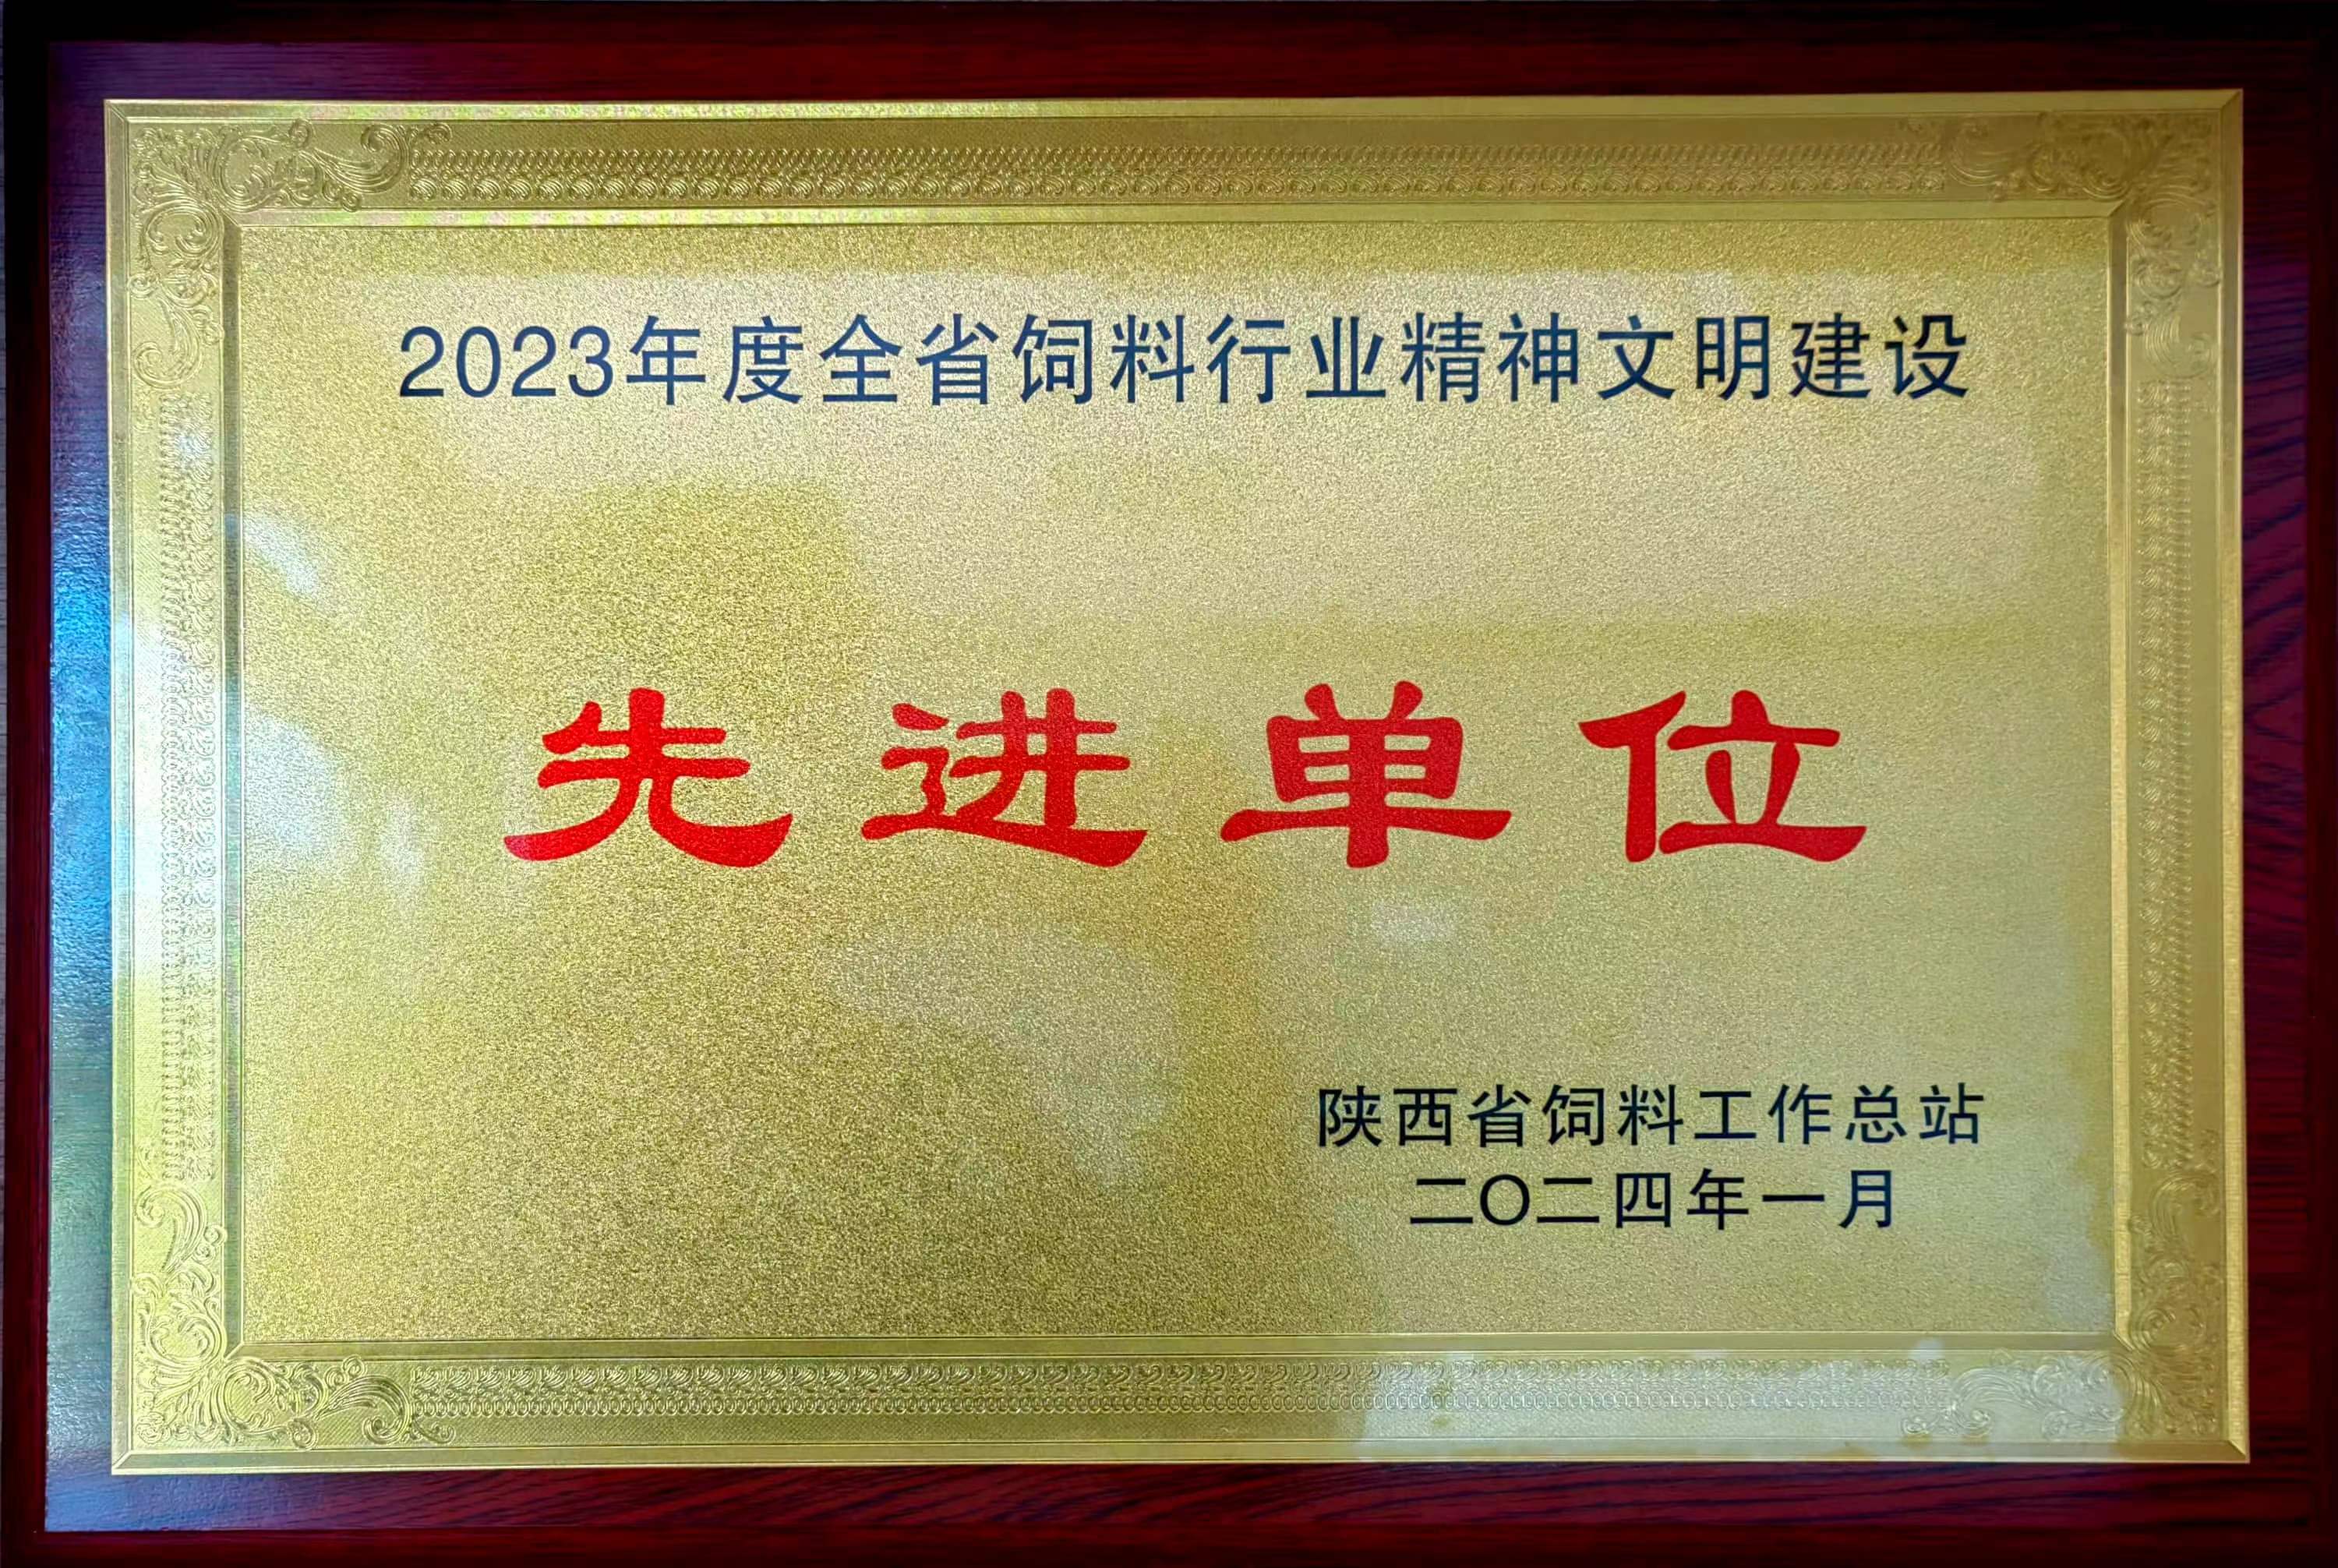 2023年度全省饲料行业精神文明建设
先进单位
陕西省饲料工作总站
二〇二四年一月